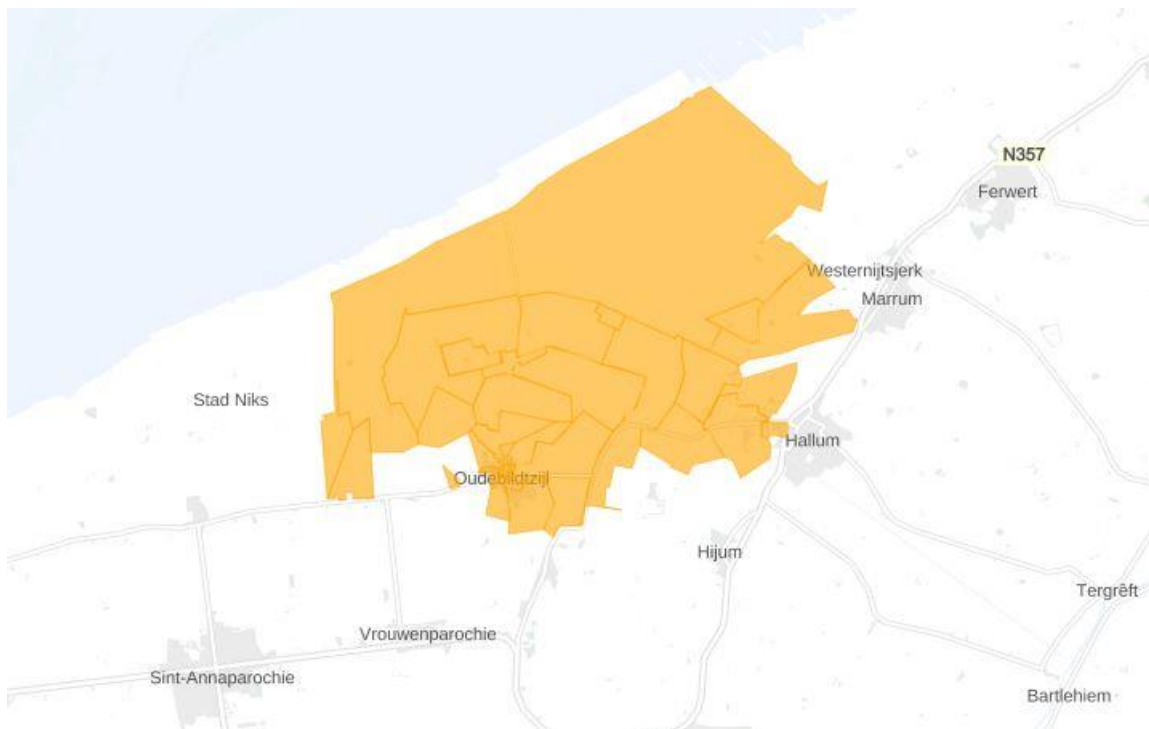 N357
Ferwert
Westernijtsjerk
Marrum
Stad Niks
Hallum
Oudebildtzijl
Hijum
Tergrêft
Vrouwenparochie
Sint-Annaparochie
Bartlehiem